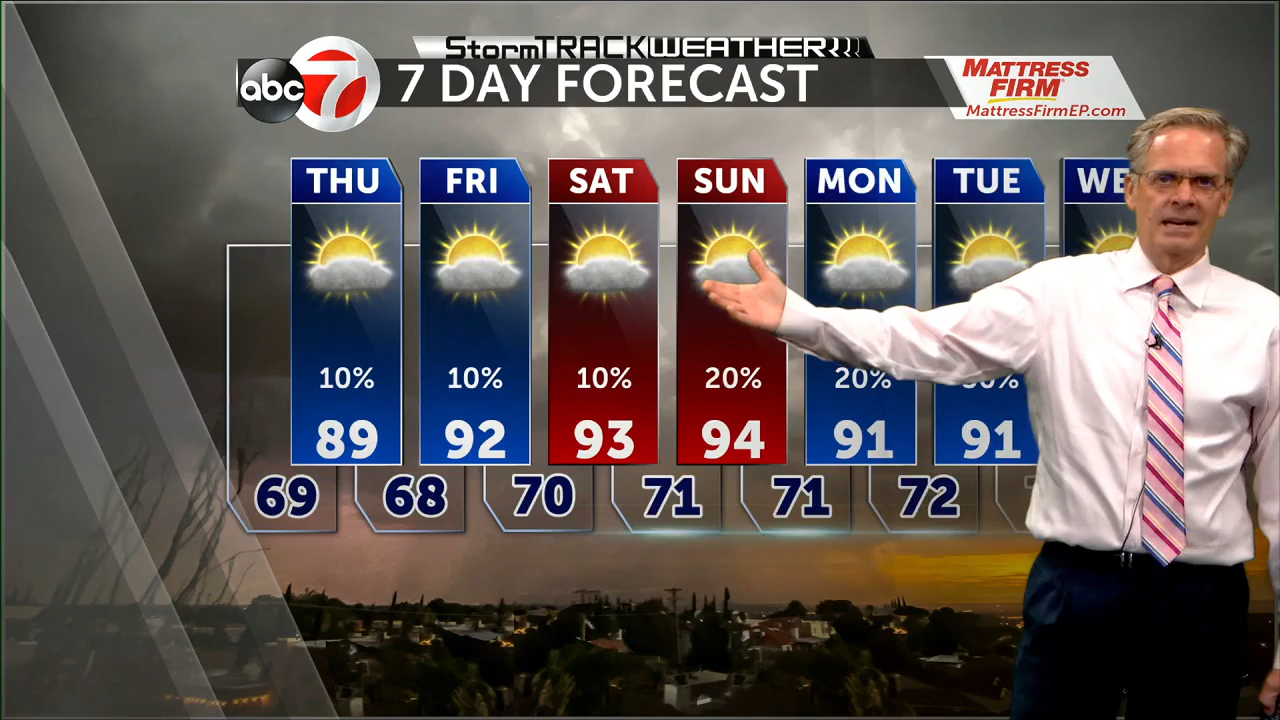 StormTRACKWEATHER
abc 7
7 DAY FORECAST
MATTRESS
FIRM
MattressFirmEP.com
THU FRI SAT SUN MON TUE WE
10% 10% 10% 20% 20%
89 92 93 94 91 91
69 68 70 71 71 72